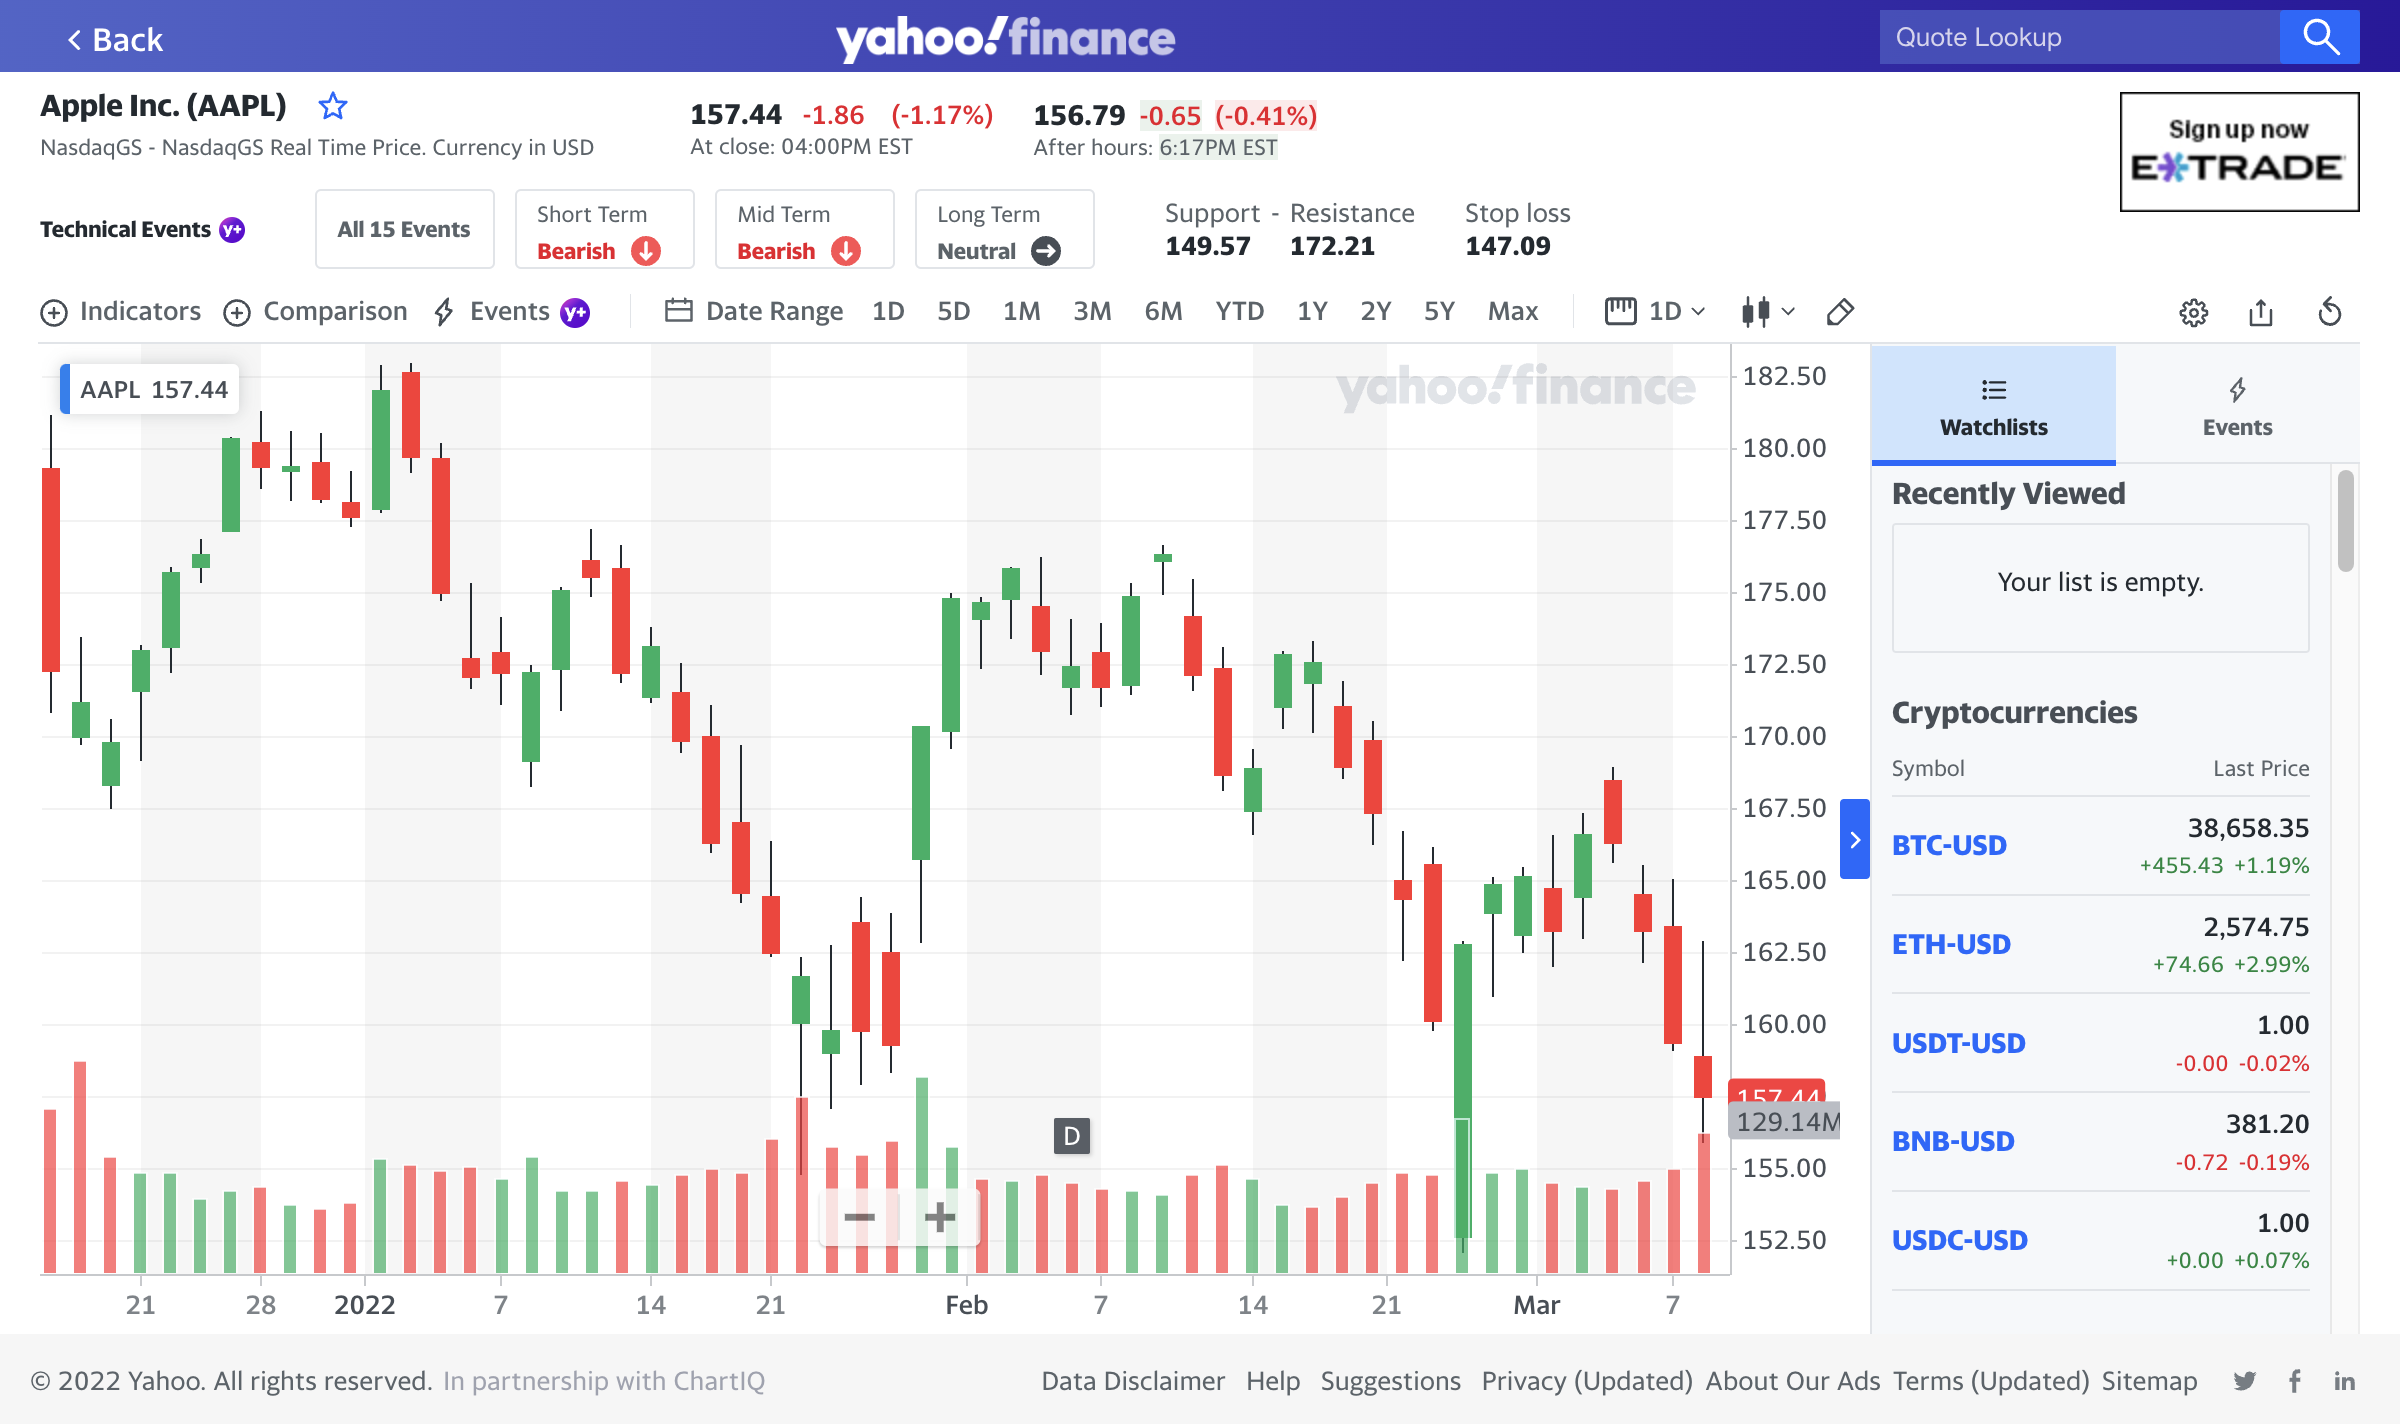 Back
yahoo!finance
Quote Lookup
Apple Inc. (AAPL)
NasdaqGS - NasdaqGS Real Time Price. Currency in USD
157.44 -1.86 (-1.17%)
At close: 04:00PM EST
156.79 -0.65 (-0.41%)
After hours: 6:17PM EST
Sign up now
E*TRADE
Technical Events y+
All 15 Events
Short Term
Bearish
Mid Term
Bearish
Long Term
Neutral
Support - Resistance
149.57 172.21
Stop loss
147.09
Indicators Comparison Events y+ Date Range 1D 5D 1M 3M 6M YTD 1Y 2Y 5Y Max 1D
AAPL 157.44
yahoo!finance
182.50
180.00
177.50
175.00
172.50
170.00
167.50
165.00
162.50
160.00
157.44
129.14M
155.00
152.50
D
21 28 2022 7 14 21 Feb 7 14 21 Mar 7
Watchlists
Events
Recently Viewed
Your list is empty.
Cryptocurrencies
Symbol Last Price
BTC-USD 38,658.35
+455.43 +1.19%
ETH-USD 2,574.75
+74.66 +2.99%
USDT-USD 1.00
-0.00 -0.02%
BNB-USD 381.20
-0.72 -0.19%
USDC-USD 1.00
+0.00 +0.07%
© 2022 Yahoo. All rights reserved. In partnership with ChartIQ
Data Disclaimer Help Suggestions Privacy (Updated) About Our Ads Terms (Updated) Sitemap